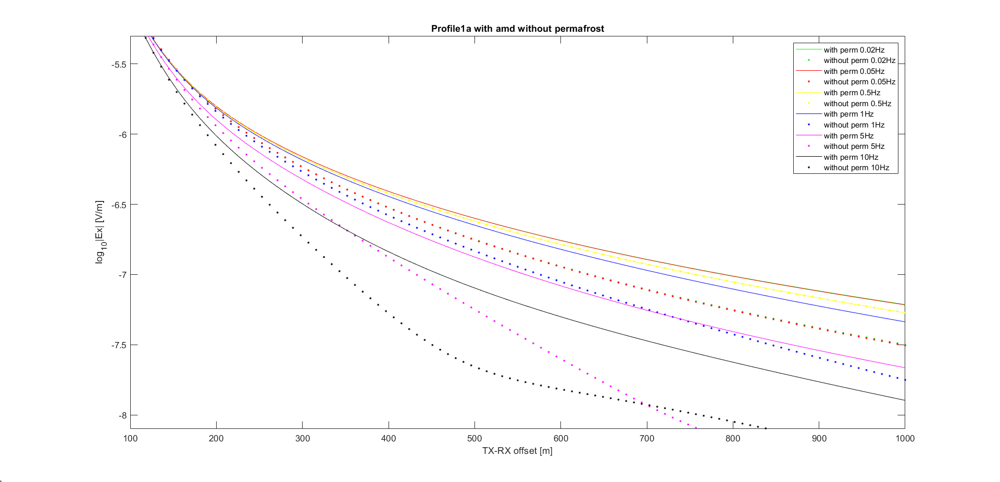 Profile1a with amd without permafrost
with perm 0.02Hz
without perm 0.02Hz
with perm 0.05Hz
without perm 0.05Hz
with perm 0.5Hz
without perm 0.5Hz
with perm 1Hz
without perm 1Hz
with perm 5Hz
without perm 5Hz
with perm 10Hz
without perm 10Hz
-5.5
-6
-6.5
-7
-7.5
-8
log10|Ex| [V/m]
100 200 300 400 500 600 700 800 900 1000
TX-RX offset [m]